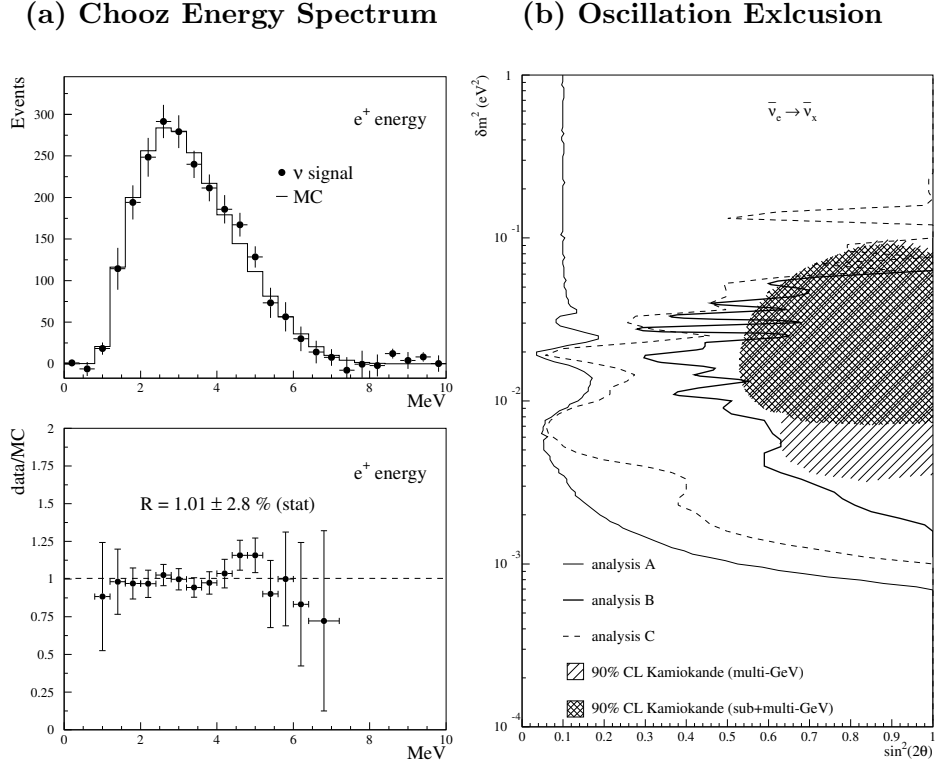 (a) Chooz Energy Spectrum
(b) Oscillation Exlcusion
Events
300
250
200
150
100
50
0
e⁺ energy
ν signal
MC
0 2 4 6 8 10
MeV
data/MC
2
1.75
1.5
1.25
1
0.75
0.5
0.25
0
e⁺ energy
R = 1.01 ± 2.8 % (stat)
0 2 4 6 8 10
MeV
δm² (eV²)
1
10⁻¹
10⁻²
10⁻³
10⁻⁴
ν̅ₑ → ν̅ₓ
analysis A
analysis B
analysis C
90% CL Kamiokande (multi-GeV)
90% CL Kamiokande (sub+multi-GeV)
0 0.1 0.2 0.3 0.4 0.5 0.6 0.7 0.8 0.9 1
sin²(2θ)